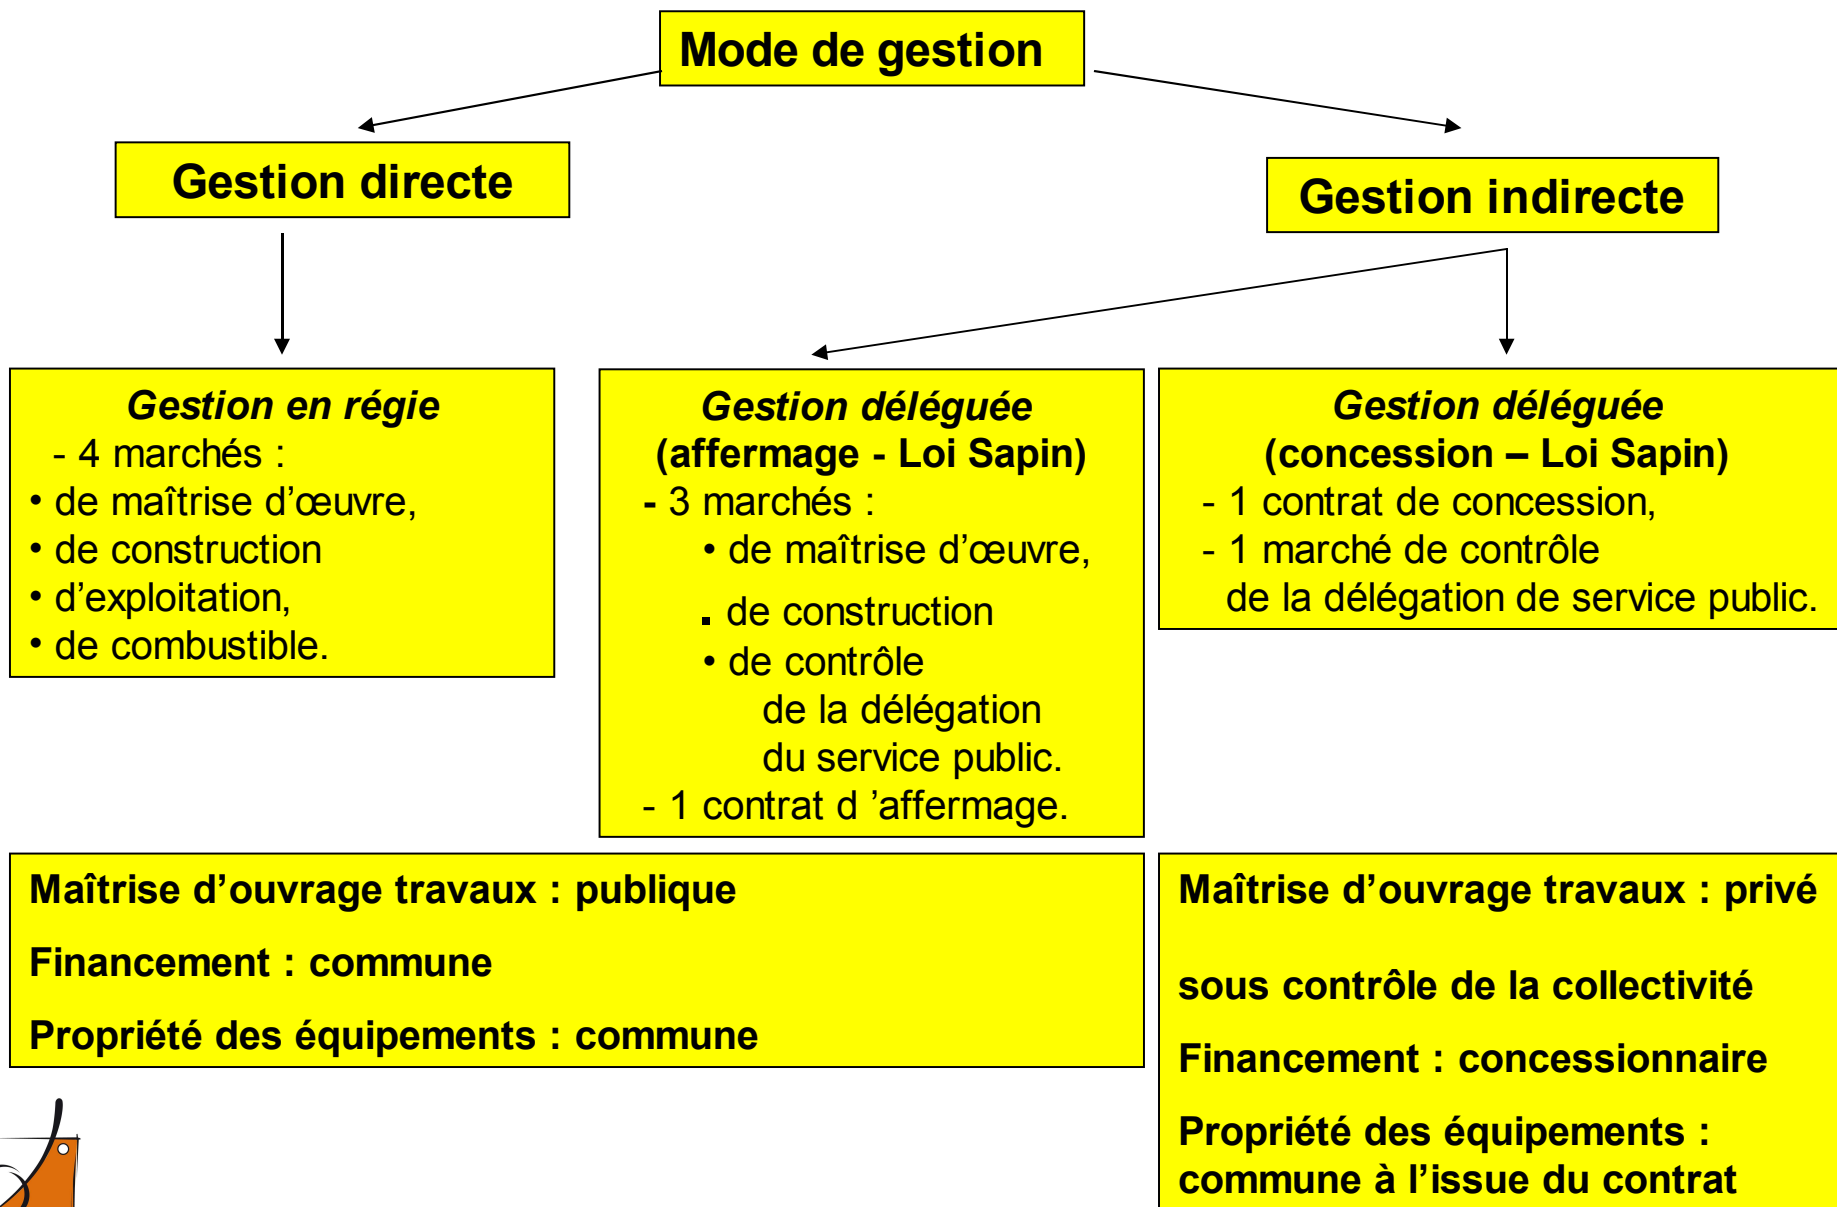 Mode de gestion
Gestion directe
Gestion indirecte
Gestion en régie
- 4 marchés :
• de maîtrise d’œuvre,
• de construction
• d’exploitation,
• de combustible.
Gestion déléguée
(affermage - Loi Sapin)
- 3 marchés :
• de maîtrise d’œuvre,
. de construction
• de contrôle
de la délégation
du service public.
- 1 contrat d ’affermage.
Gestion déléguée
(concession – Loi Sapin)
- 1 contrat de concession,
- 1 marché de contrôle
de la délégation de service public.
Maîtrise d’ouvrage travaux : publique
Financement : commune
Propriété des équipements : commune
Maîtrise d’ouvrage travaux : privé
sous contrôle de la collectivité
Financement : concessionnaire
Propriété des équipements :
commune à l’issue du contrat